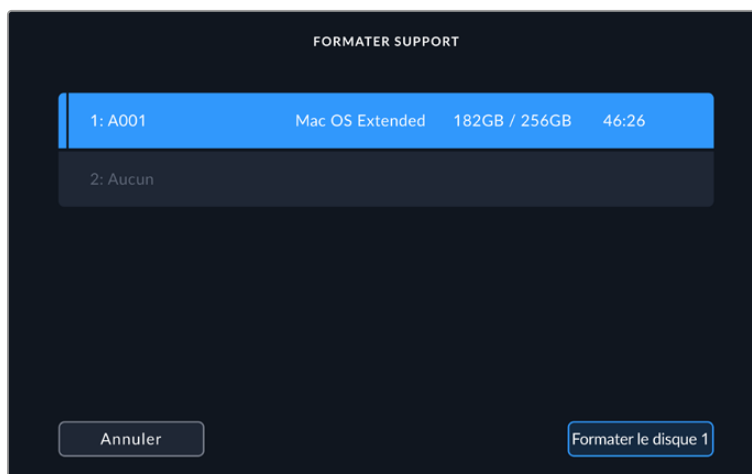 FORMATER SUPPORT
1: A001 Mac OS Extended 182GB / 256GB 46:26
2: Aucun
Annuler Formater le disque 1